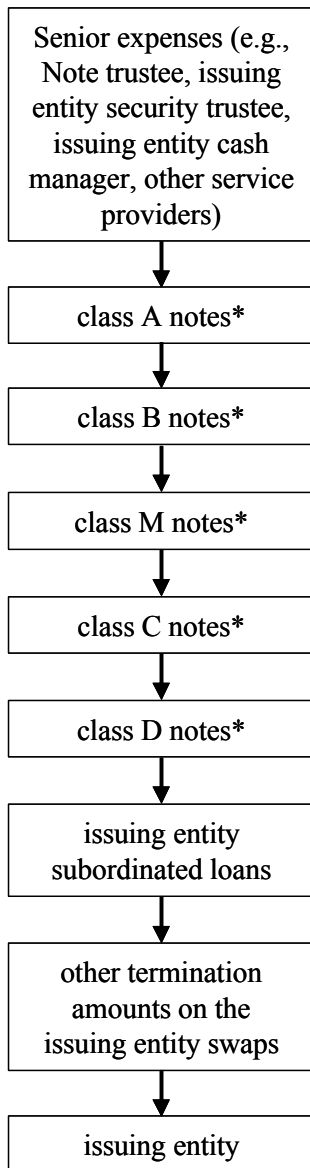 Senior expenses (e.g.,
Note trustee, issuing
entity security trustee,
issuing entity cash
manager, other service
providers)
class A notes*
class B notes*
class M notes*
class C notes*
class D notes*
issuing entity
subordinated loans
other termination
amounts on the
issuing entity swaps
issuing entity